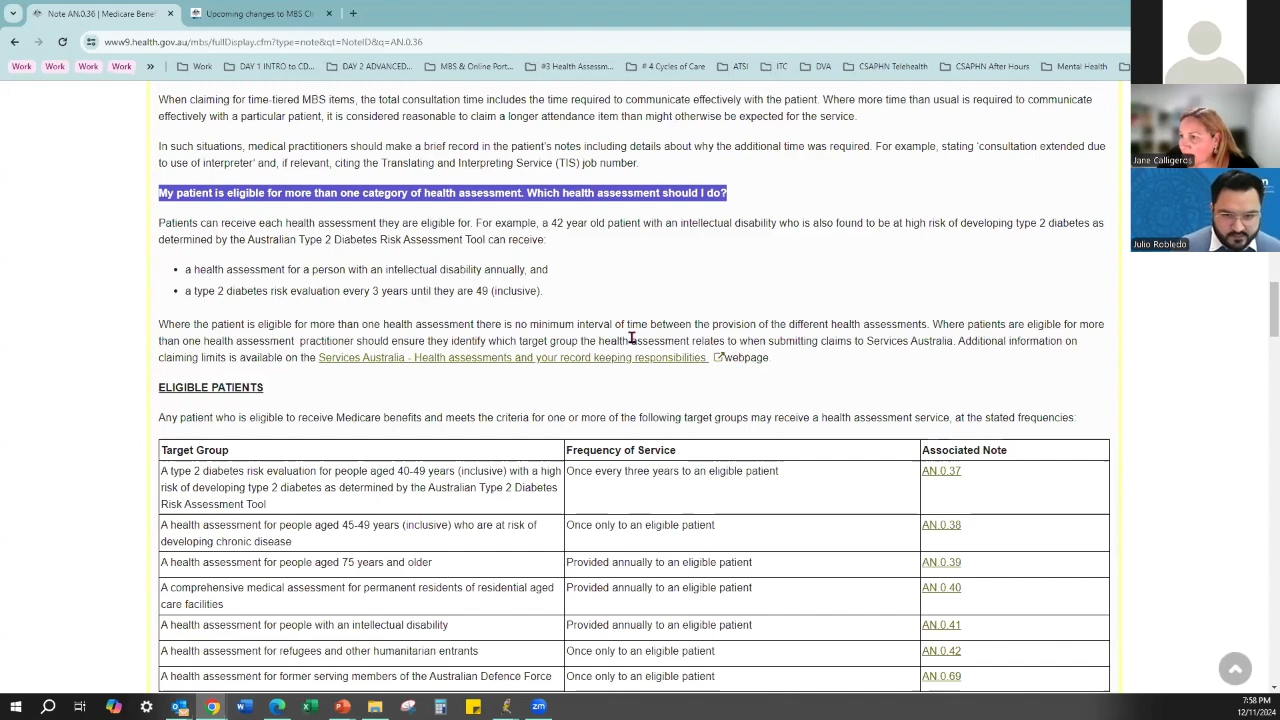 Note AN.0.36 | Medicare Bene
Upcoming changes to MBS Ch
www9.health.gov.au/mbs/fullDisplay.cfm?type=note&qt=NoteID&q=AN.0.36
Work Work Work Work » Work DAY 1 INTRO to CD... DAY 2 ADVANCED... MBS & Online Port... #3 Health Assessm... # 4 Cycles of Care ATSI ITC DVA CSAPHN Telehealth CSAPHN After Hours Mental Health
When claiming for time-tiered MBS items, the total consultation time includes the time required to communicate effectively with the patient. Where more time than usual is required to communicate
effectively with a particular patient, it is considered reasonable to claim a longer attendance item than might otherwise be expected for the service.
In such situations, medical practitioners should make a brief record in the patient's notes including details about why the additional time was required. For example, stating 'consultation extended due
to use of interpreter' and, if relevant, citing the Translating and Interpreting Service (TIS) job number.
My patient is eligible for more than one category of health assessment. Which health assessment should I do?
Patients can receive each health assessment they are eligible for. For example, a 42 year old patient with an intellectual disability who is also found to be at high risk of developing type 2 diabetes as
determined by the Australian Type 2 Diabetes Risk Assessment Tool can receive:
• a health assessment for a person with an intellectual disability annually, and
• a type 2 diabetes risk evaluation every 3 years until they are 49 (inclusive).
Where the patient is eligible for more than one health assessment there is no minimum interval of time between the provision of the different health assessments. Where patients are eligible for more
than one health assessment practitioner should ensure they identify which target group the health assessment relates to when submitting claims to Services Australia. Additional information on
claiming limits is available on the Services Australia - Health assessments and your record keeping responsibilities webpage.
ELIGIBLE PATIENTS
Any patient who is eligible to receive Medicare benefits and meets the criteria for one or more of the following target groups may receive a health assessment service, at the stated frequencies:
Target Group Frequency of Service Associated Note
A type 2 diabetes risk evaluation for people aged 40-49 years (inclusive) with a high Once every three years to an eligible patient AN.0.37
risk of developing type 2 diabetes as determined by the Australian Type 2 Diabetes
Risk Assessment Tool
A health assessment for people aged 45-49 years (inclusive) who are at risk of Once only to an eligible patient AN.0.38
developing chronic disease
A health assessment for people aged 75 years and older Provided annually to an eligible patient AN.0.39
A comprehensive medical assessment for permanent residents of residential aged Provided annually to an eligible patient AN.0.40
care facilities
A health assessment for people with an intellectual disability Provided annually to an eligible patient AN.0.41
A health assessment for refugees and other humanitarian entrants Once only to an eligible patient AN.0.42
A health assessment for former serving members of the Australian Defence Force Once only to an eligible patient AN.0.69
Jane Calligeros
Julio Robledo
7:58 PM
12/11/2024